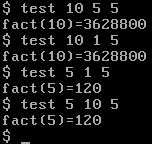 $ test 10 5 5
fact(10)=3628800
$ test 10 1 5
fact(10)=3628800
$ test 5 1 5
fact(5)=120
$ test 5 10 5
fact(5)=120
$